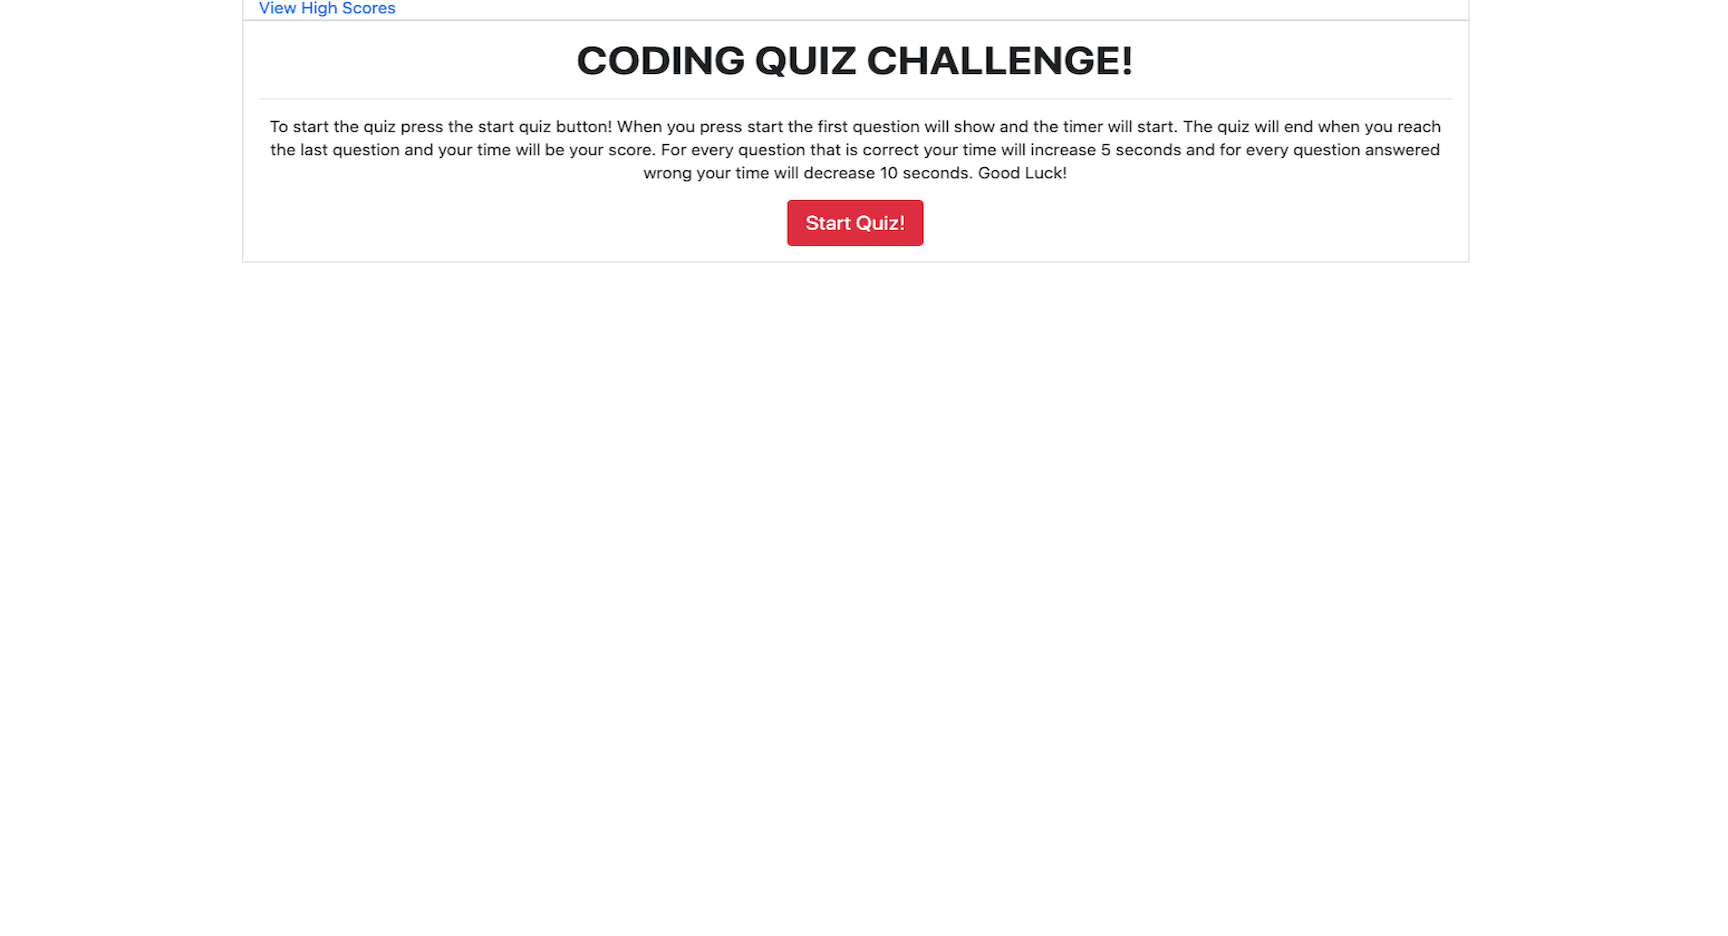 View High Scores
CODING QUIZ CHALLENGE!
To start the quiz press the start quiz button! When you press start the first question will show and the timer will start. The quiz will end when you reach
the last question and your time will be your score. For every question that is correct your time will increase 5 seconds and for every question answered
wrong your time will decrease 10 seconds. Good Luck!
Start Quiz!